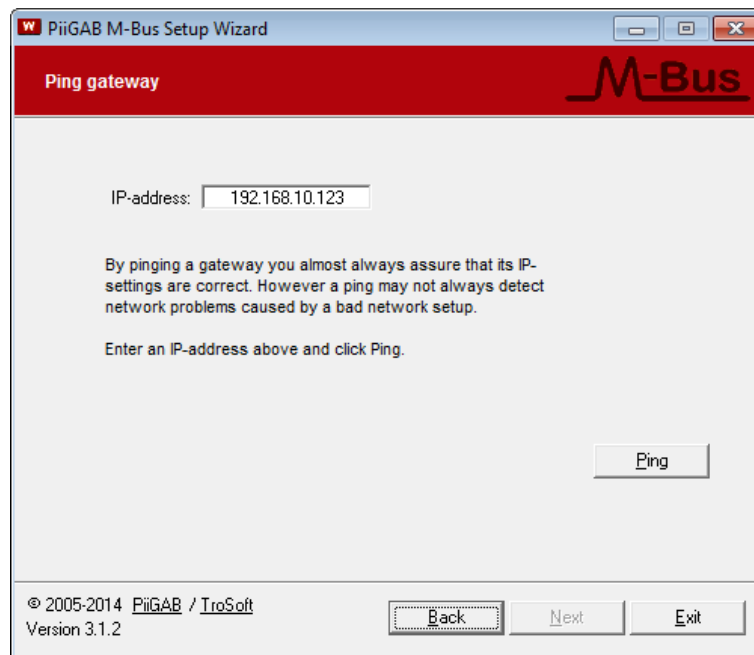 PiiGAB M-Bus Setup Wizard
Ping gateway
M-Bus
IP-address: 192.168.10.123
By pinging a gateway you almost always assure that its IP-
settings are correct. However a ping may not always detect
network problems caused by a bad network setup.
Enter an IP-address above and click Ping.
Ping
© 2005-2014 PiiGAB / TroSoft
Version 3.1.2
Back Next Exit